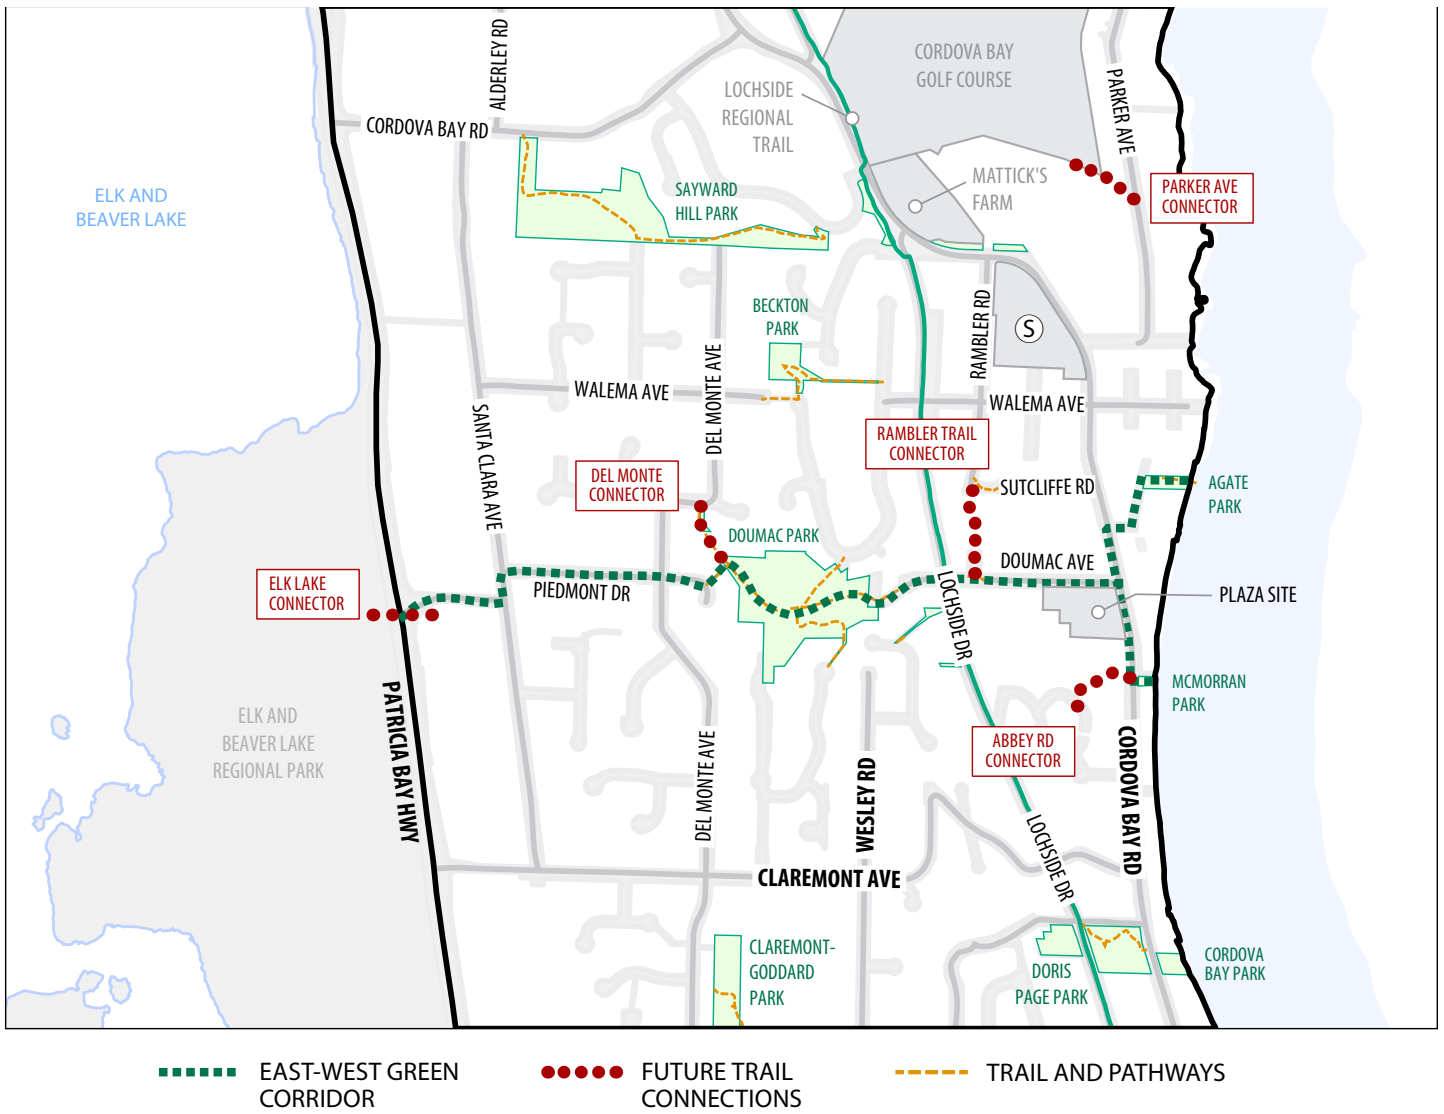 ALDERLEY RD
CORDOVA BAY RD
CORDOVA BAY
GOLF COURSE
PARKER AVE
LOCHSIDE
REGIONAL
TRAIL
ELK AND
BEAVER LAKE
SAYWARD
HILL PARK
MATTICK'S
FARM
PARKER AVE
CONNECTOR
BECKTON
PARK
RAMBLER RD
S
DEL MONTE AVE
WALEMA AVE
WALEMA AVE
SANTA CLARA AVE
RAMBLER TRAIL
CONNECTOR
DEL MONTE
CONNECTOR
SUTCLIFFE RD
AGATE
PARK
DOUMAC PARK
DOUMAC AVE
ELK LAKE
CONNECTOR
PIEDMONT DR
PLAZA SITE
LOCHSIDE DR
MCMORRAN
PARK
PATRICIA BAY HWY
ELK AND
BEAVER LAKE
REGIONAL PARK
ABBEY RD
CONNECTOR
DEL MONTE AVE
WESLEY RD
CORDOVA BAY RD
LOCHSIDE DR
CLAREMONT AVE
CLAREMONT-
GODDARD
PARK
DORIS
PAGE PARK
CORDOVA
BAY PARK
EAST-WEST GREEN
CORRIDOR
FUTURE TRAIL
CONNECTIONS
TRAIL AND PATHWAYS